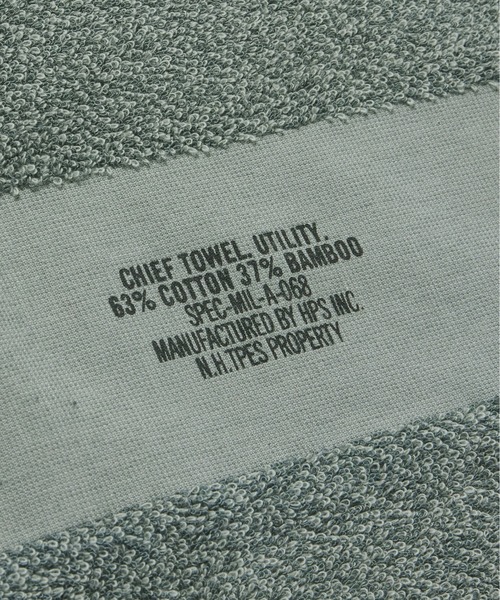 CHIEF TOWEL. UTILITY.
63% COTTON 37% BAMBOO
SPEC-MIL-A-068
MANUFACTURED BY HPS INC.
N.H.TPES PROPERTY